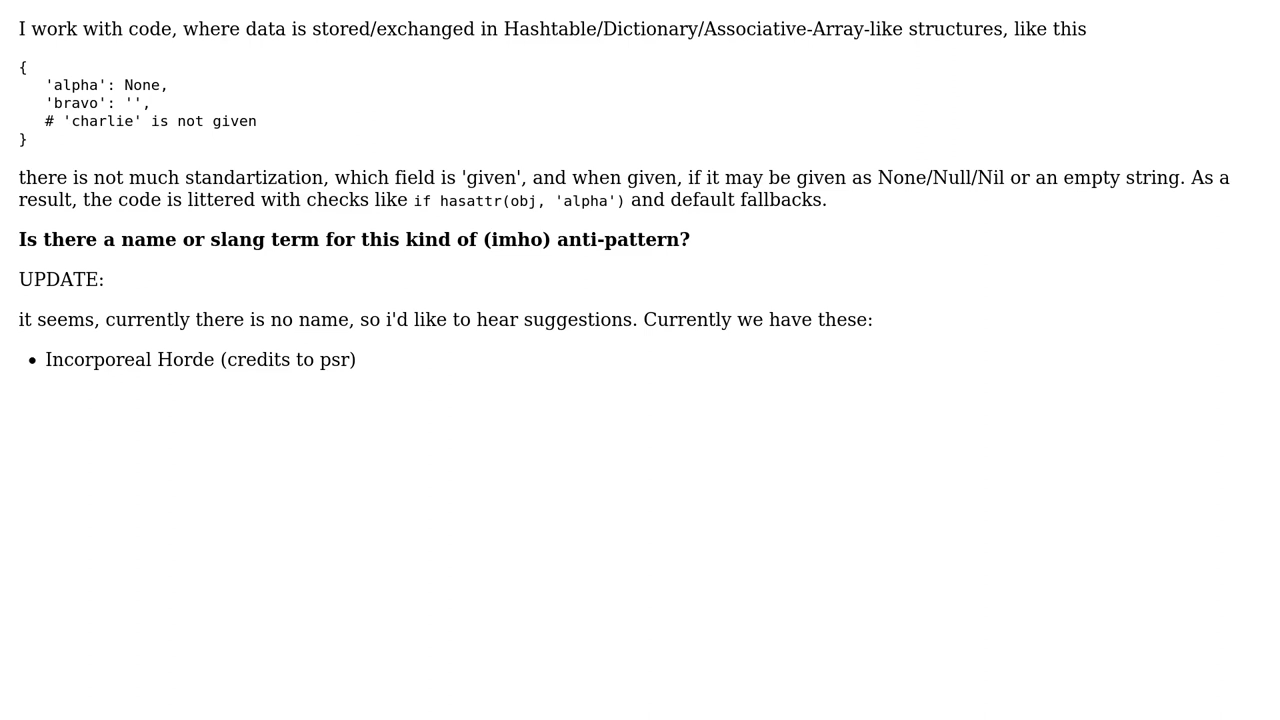 I work with code, where data is stored/exchanged in Hashtable/Dictionary/Associative-Array-like structures, like this
{
   'alpha': None,
   'bravo': '',
   # 'charlie' is not given
}
there is not much standartization, which field is 'given', and when given, if it may be given as None/Null/Nil or an empty string. As a
result, the code is littered with checks like if hasattr(obj, 'alpha') and default fallbacks.
Is there a name or slang term for this kind of (imho) anti-pattern?
UPDATE:
it seems, currently there is no name, so i'd like to hear suggestions. Currently we have these:
• Incorporeal Horde (credits to psr)